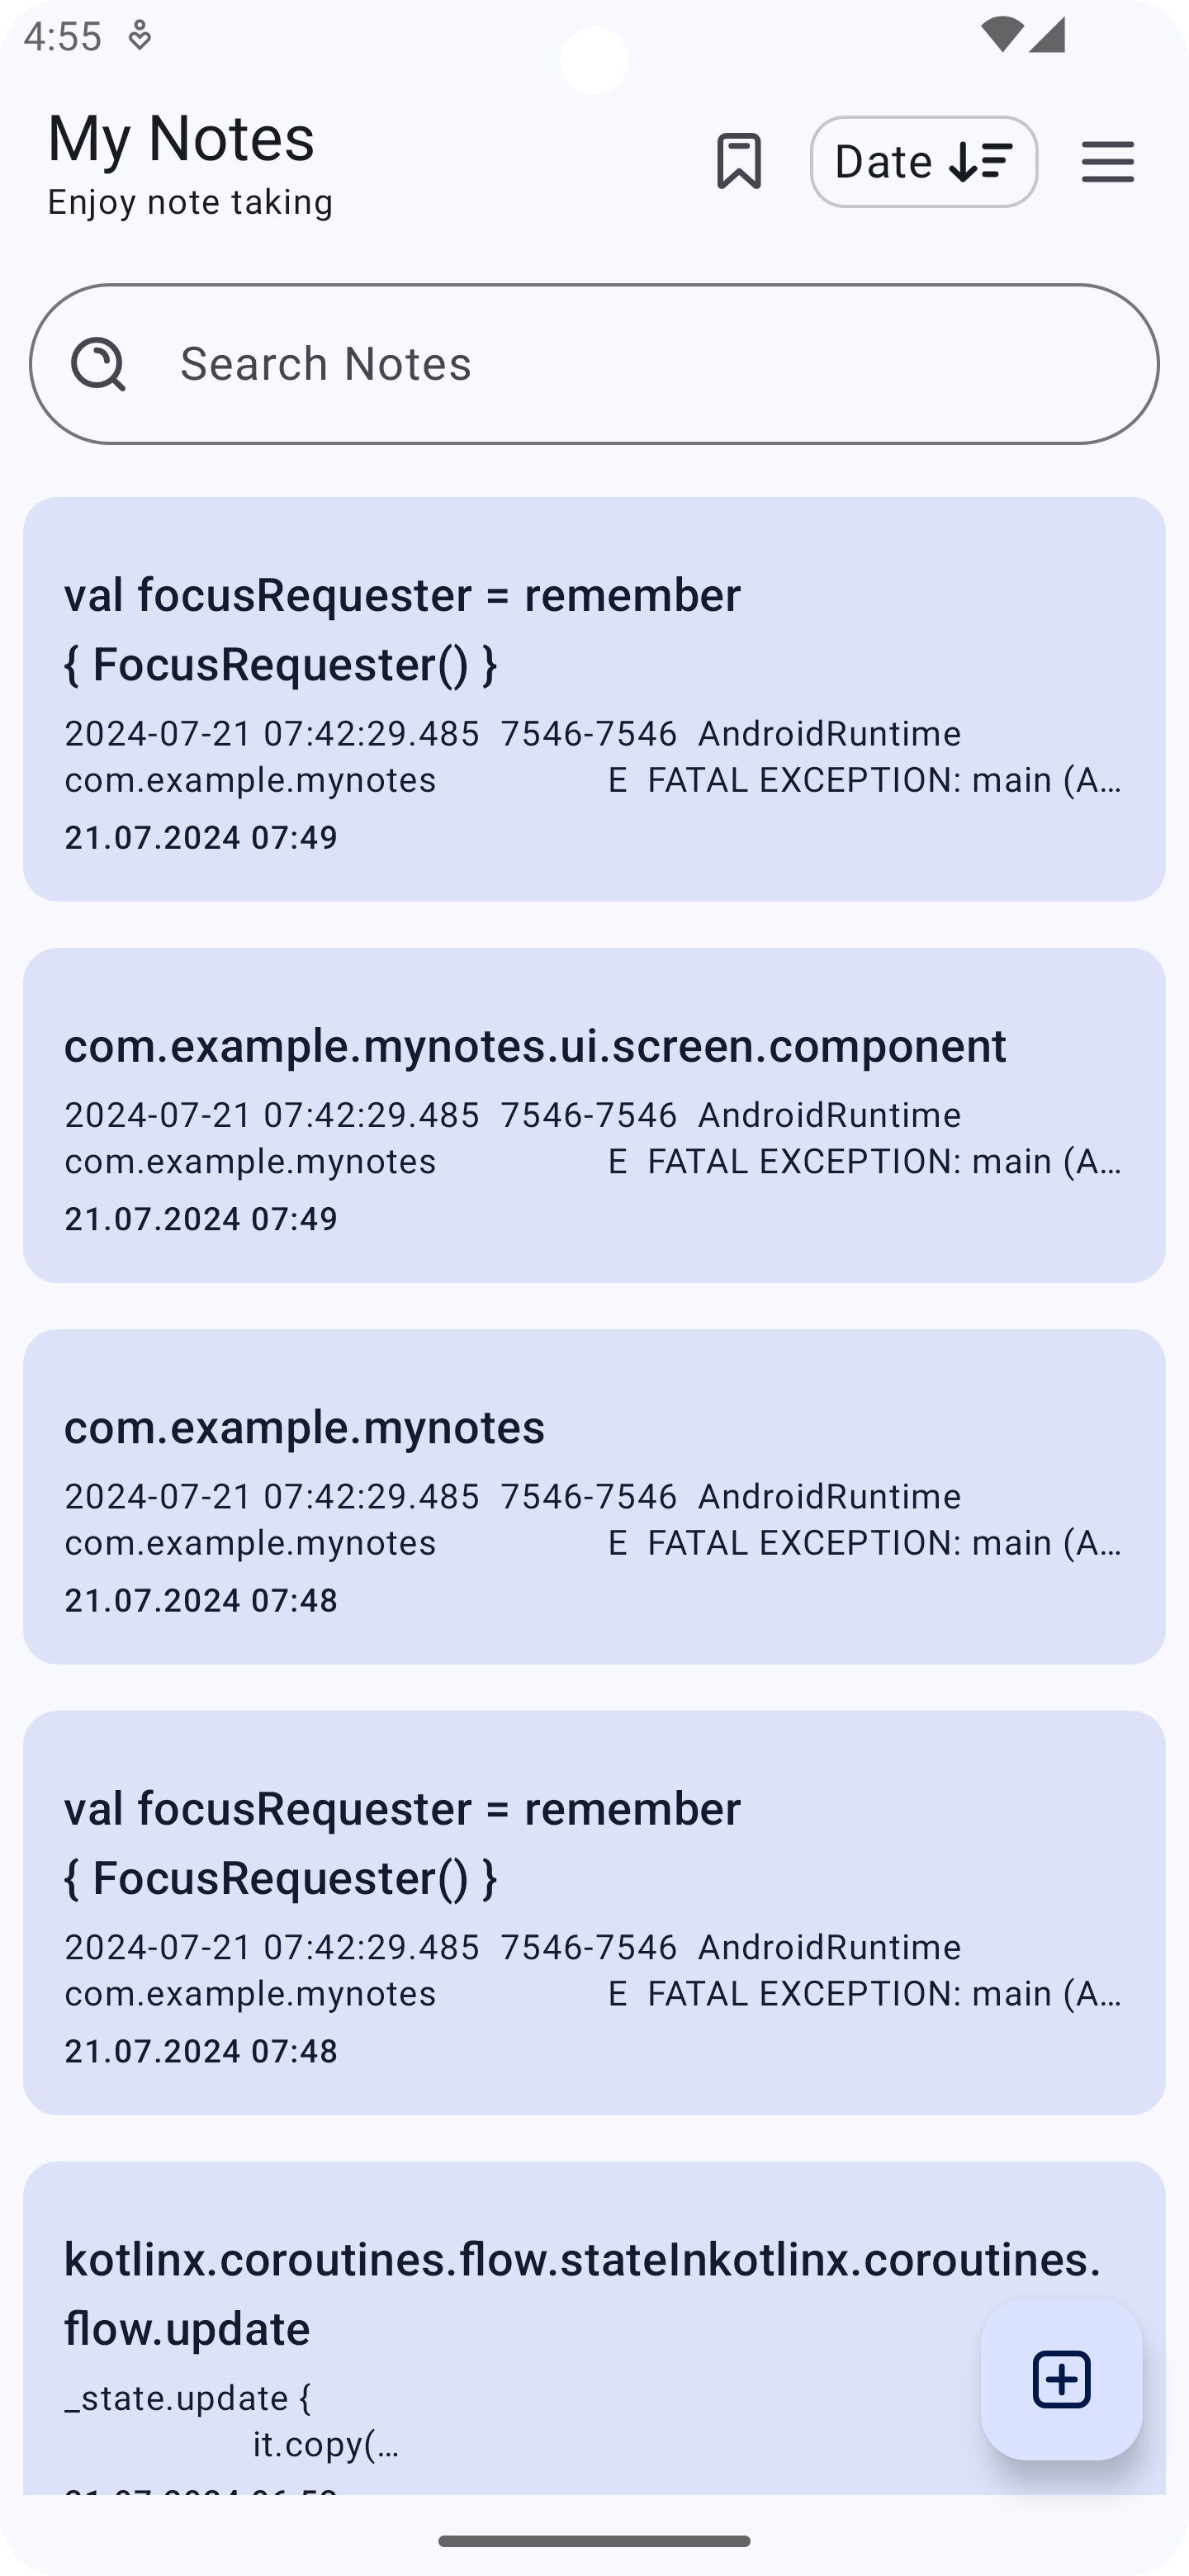 4:55
My Notes
Enjoy note taking
Date
Search Notes
val focusRequester = remember
{ FocusRequester() }
2024-07-21 07:42:29.485  7546-7546  AndroidRuntime
com.example.mynotes                 E  FATAL EXCEPTION: main (A…
21.07.2024 07:49
com.example.mynotes.ui.screen.component
2024-07-21 07:42:29.485  7546-7546  AndroidRuntime
com.example.mynotes                 E  FATAL EXCEPTION: main (A…
21.07.2024 07:49
com.example.mynotes
2024-07-21 07:42:29.485  7546-7546  AndroidRuntime
com.example.mynotes                 E  FATAL EXCEPTION: main (A…
21.07.2024 07:48
val focusRequester = remember
{ FocusRequester() }
2024-07-21 07:42:29.485  7546-7546  AndroidRuntime
com.example.mynotes                 E  FATAL EXCEPTION: main (A…
21.07.2024 07:48
kotlinx.coroutines.flow.stateInkotlinx.coroutines.
flow.update
_state.update {
                it.copy(…